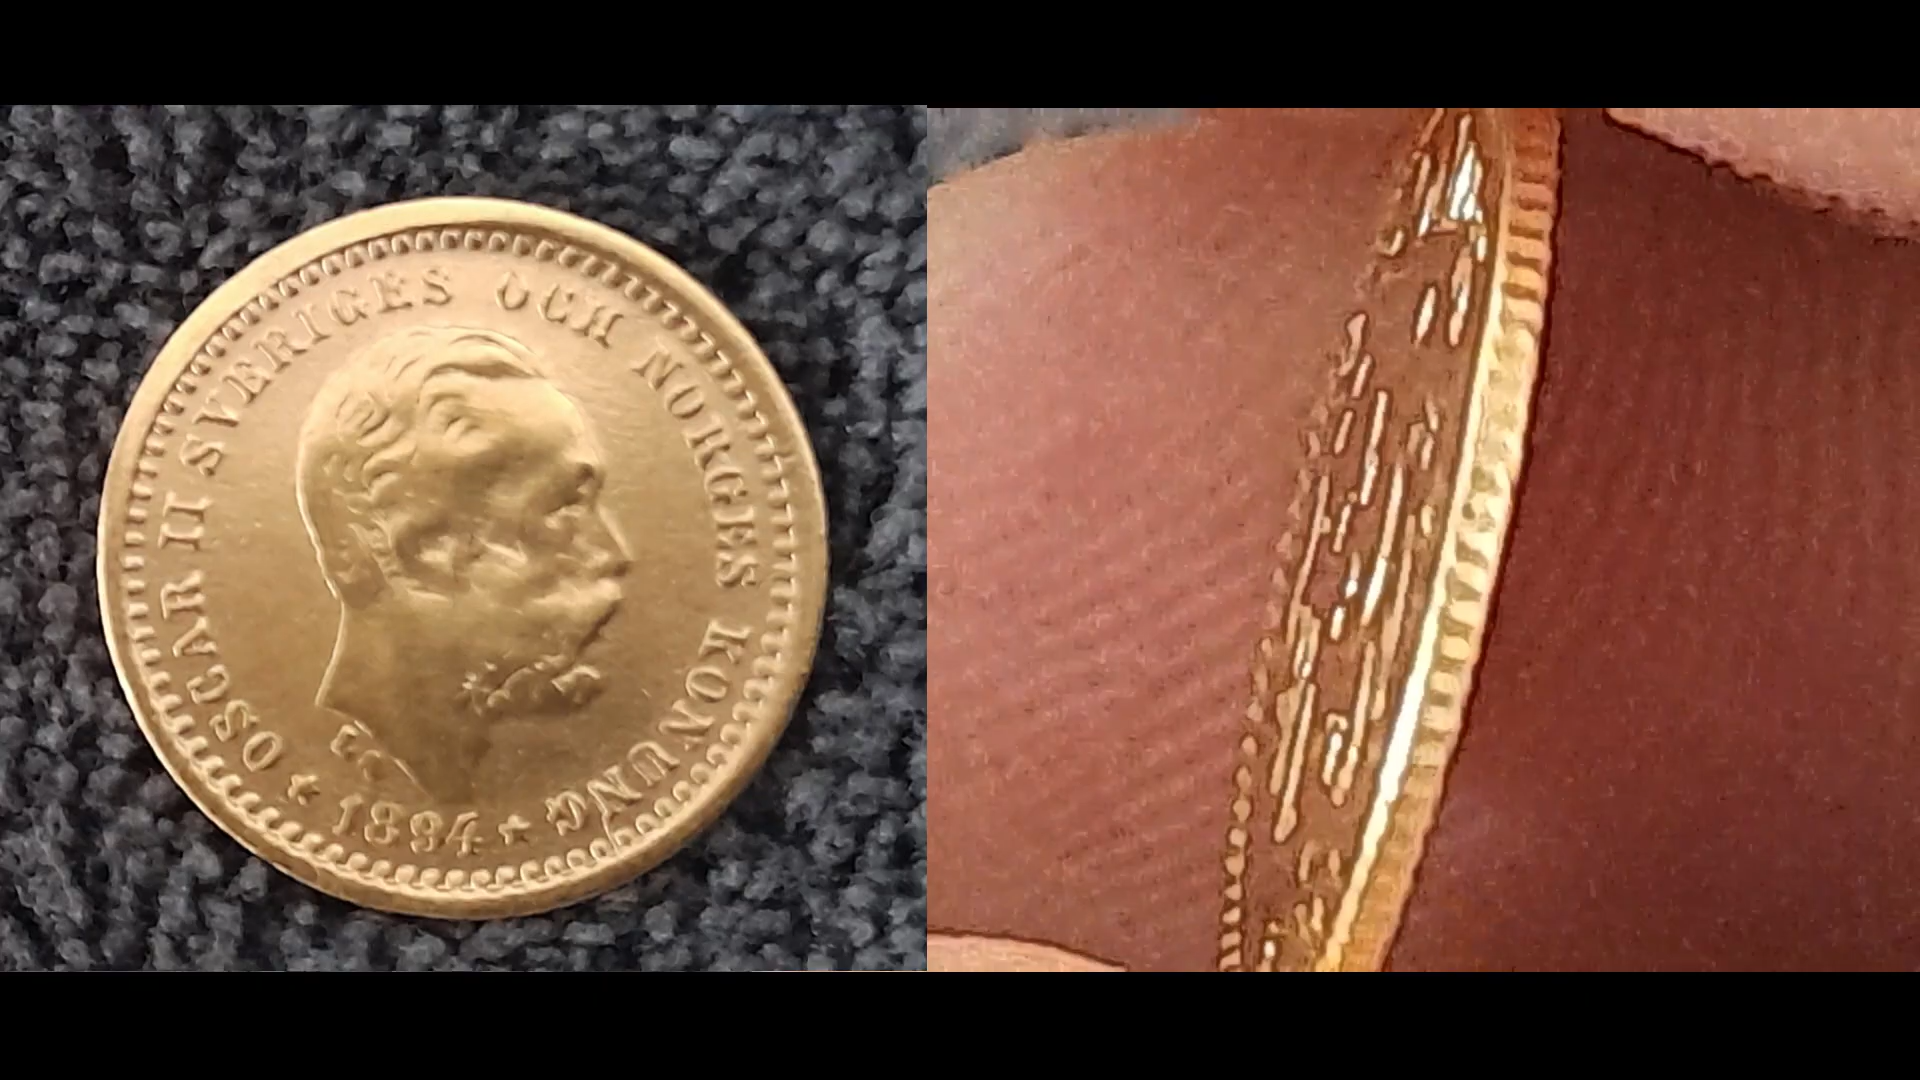 OSCAR II SVERIGES OCH NORGES KONUNG
★ 1894 ★